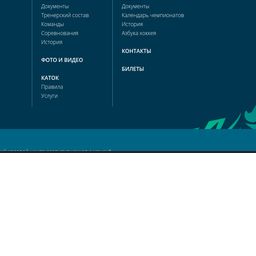 Документы
Тренерский состав
Команды
Соревнования
История
ФОТО И ВИДЕО
КАТОК
Правила
Услуги
Документы
Календарь чемпионатов
История
Азбука хоккея
КОНТАКТЫ
БИЛЕТЫ